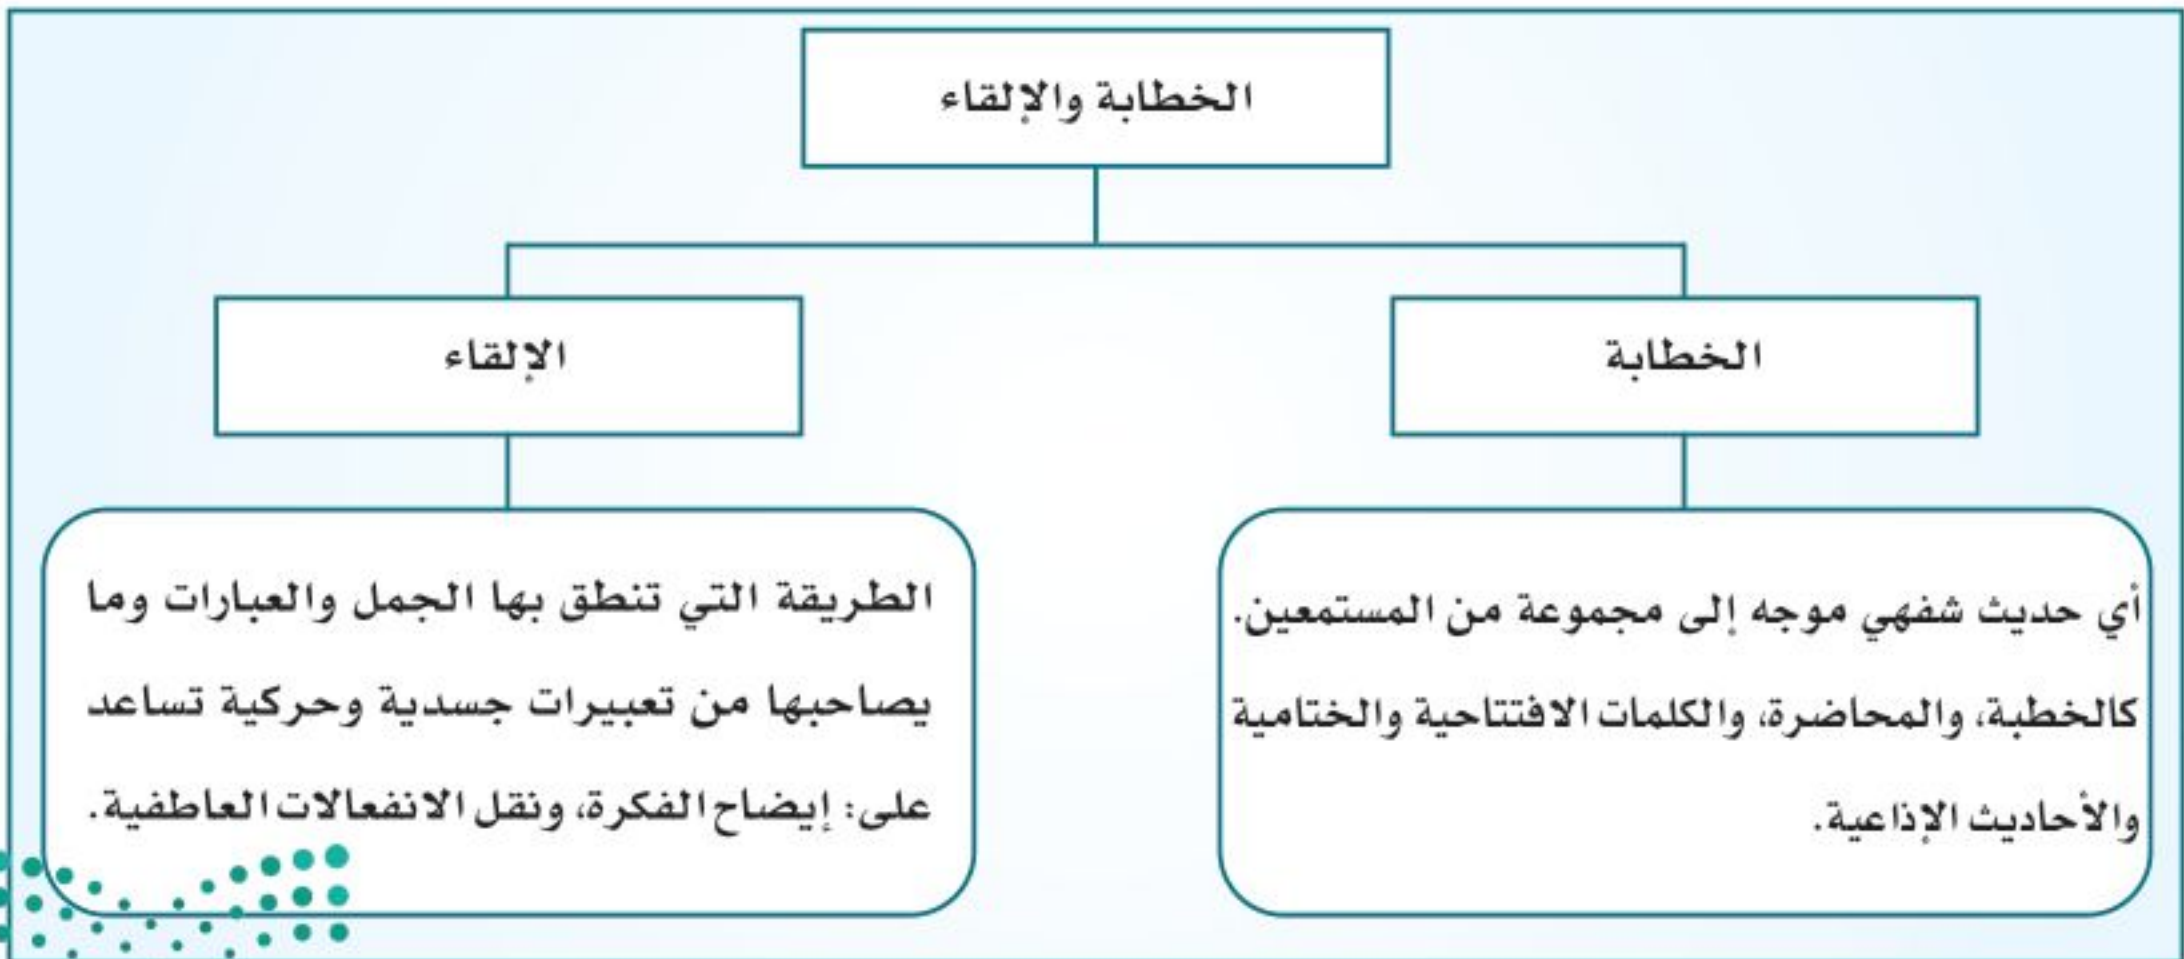 الخطابة والإلقاء
الخطابة
الإلقاء
أي حديث شفهي موجه إلى مجموعة من المستمعين.
كالخطبة، والمحاضرة، والكلمات الافتتاحية والختامية
والأحاديث الإذاعية.
الطريقة التي تنطق بها الجمل والعبارات وما
يصاحبها من تعبيرات جسدية وحركية تساعد
على: إيضاح الفكرة، ونقل الانفعالات العاطفية.